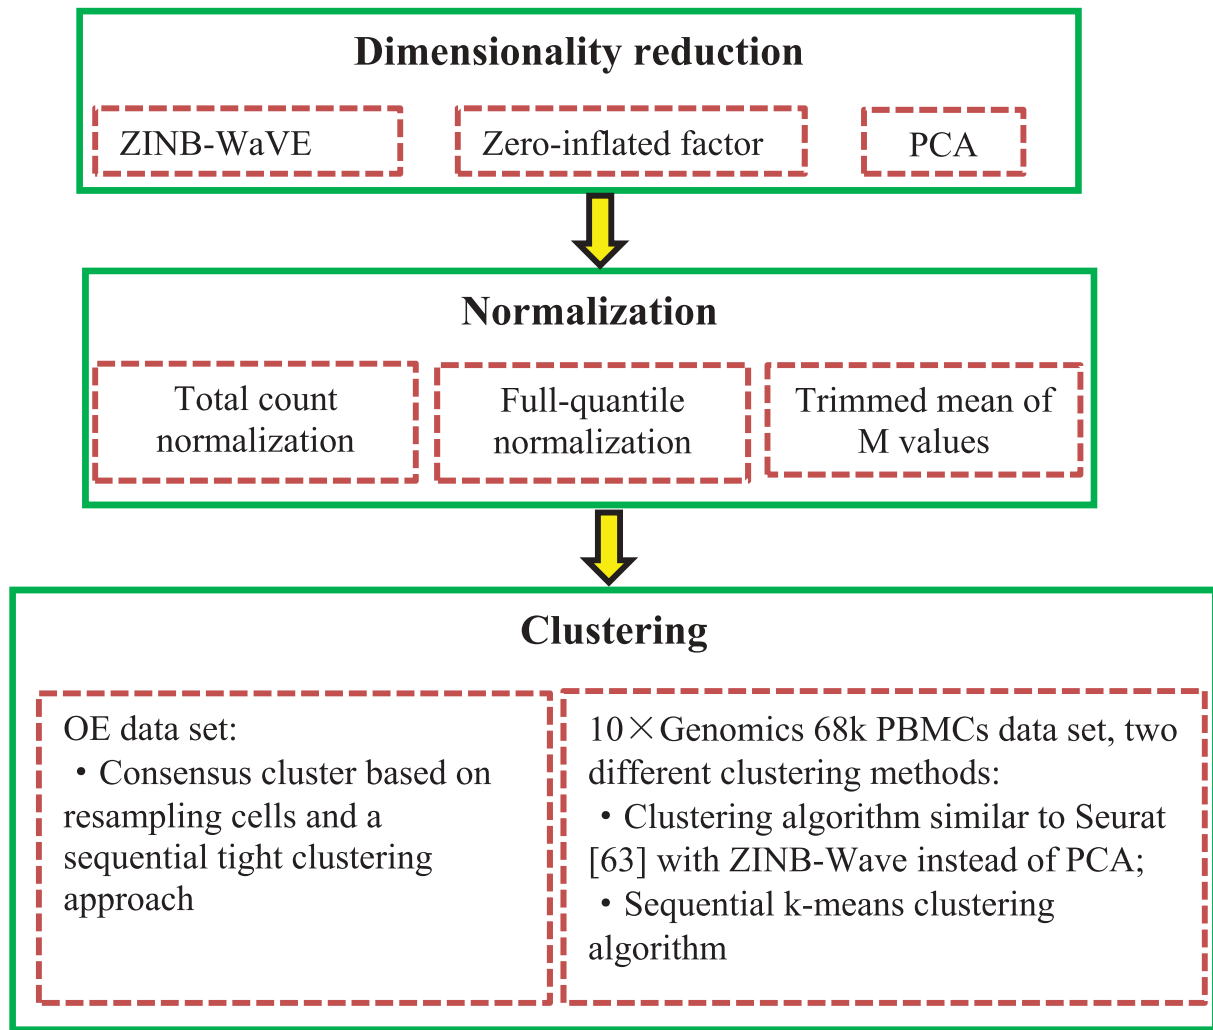 Dimensionality reduction
ZINB-WaVE
Zero-inflated factor
PCA
Normalization
Total count
normalization
Full-quantile
normalization
Trimmed mean of
M values
Clustering
OE data set:
・Consensus cluster based on
resampling cells and a
sequential tight clustering
approach
10×Genomics 68k PBMCs data set, two
different clustering methods:
・Clustering algorithm similar to Seurat
[63] with ZINB-Wave instead of PCA;
・Sequential k-means clustering
algorithm